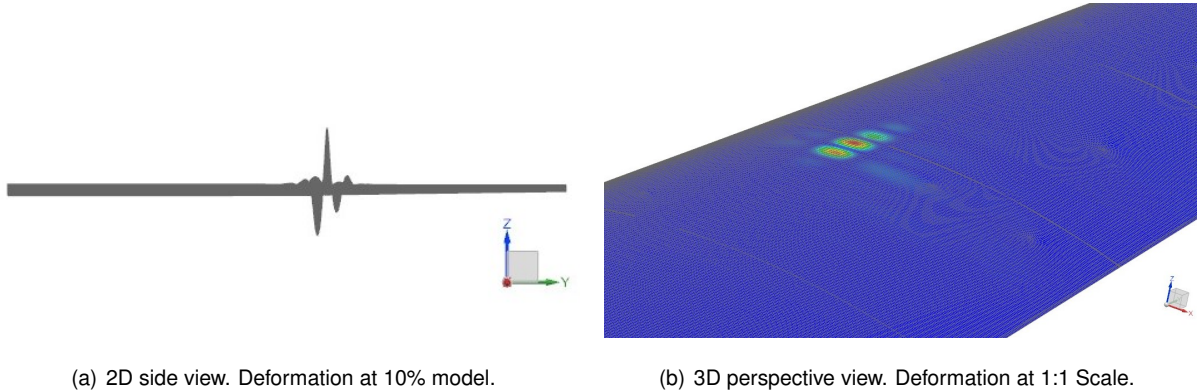 Z
Y
Z
X
(a) 2D side view. Deformation at 10% model.
(b) 3D perspective view. Deformation at 1:1 Scale.